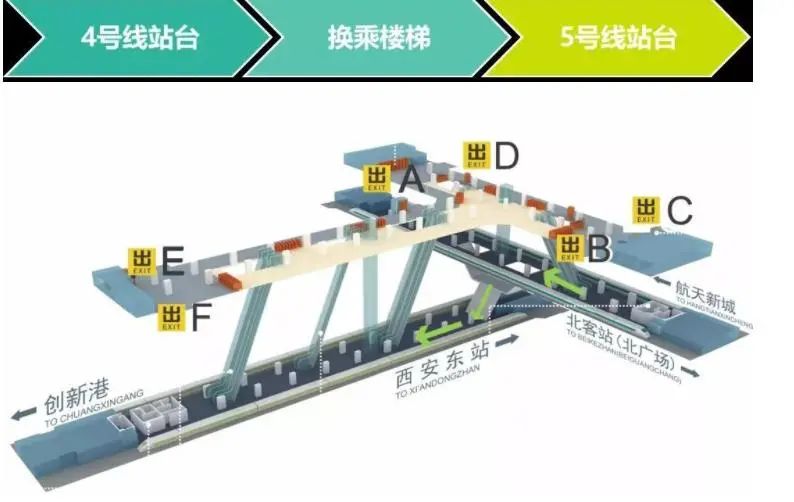 4号线站台
换乘楼梯
5号线站台
出
EXIT
D
出
EXIT
A
出
EXIT
C
出
EXIT
B
出
EXIT
E
出
EXIT
F
航天新城
TO HANGTIANXINCHENG
北客站(北广场)
TO BEIKEZHAN(BEIGUANGCHANG)
西安东站
TO XI'ANDONGZHAN
创新港
TO CHUANGXINGANG